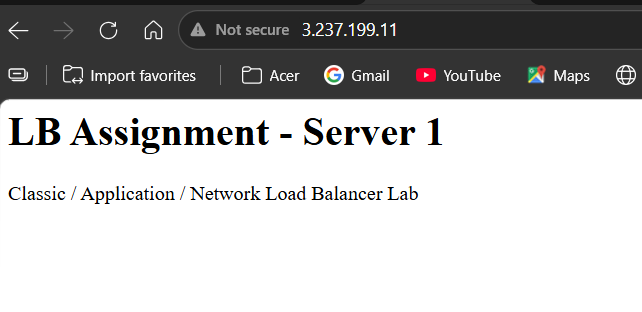 Not secure 3.237.199.11
Import favorites Acer Gmail YouTube Maps
LB Assignment - Server 1
Classic / Application / Network Load Balancer Lab